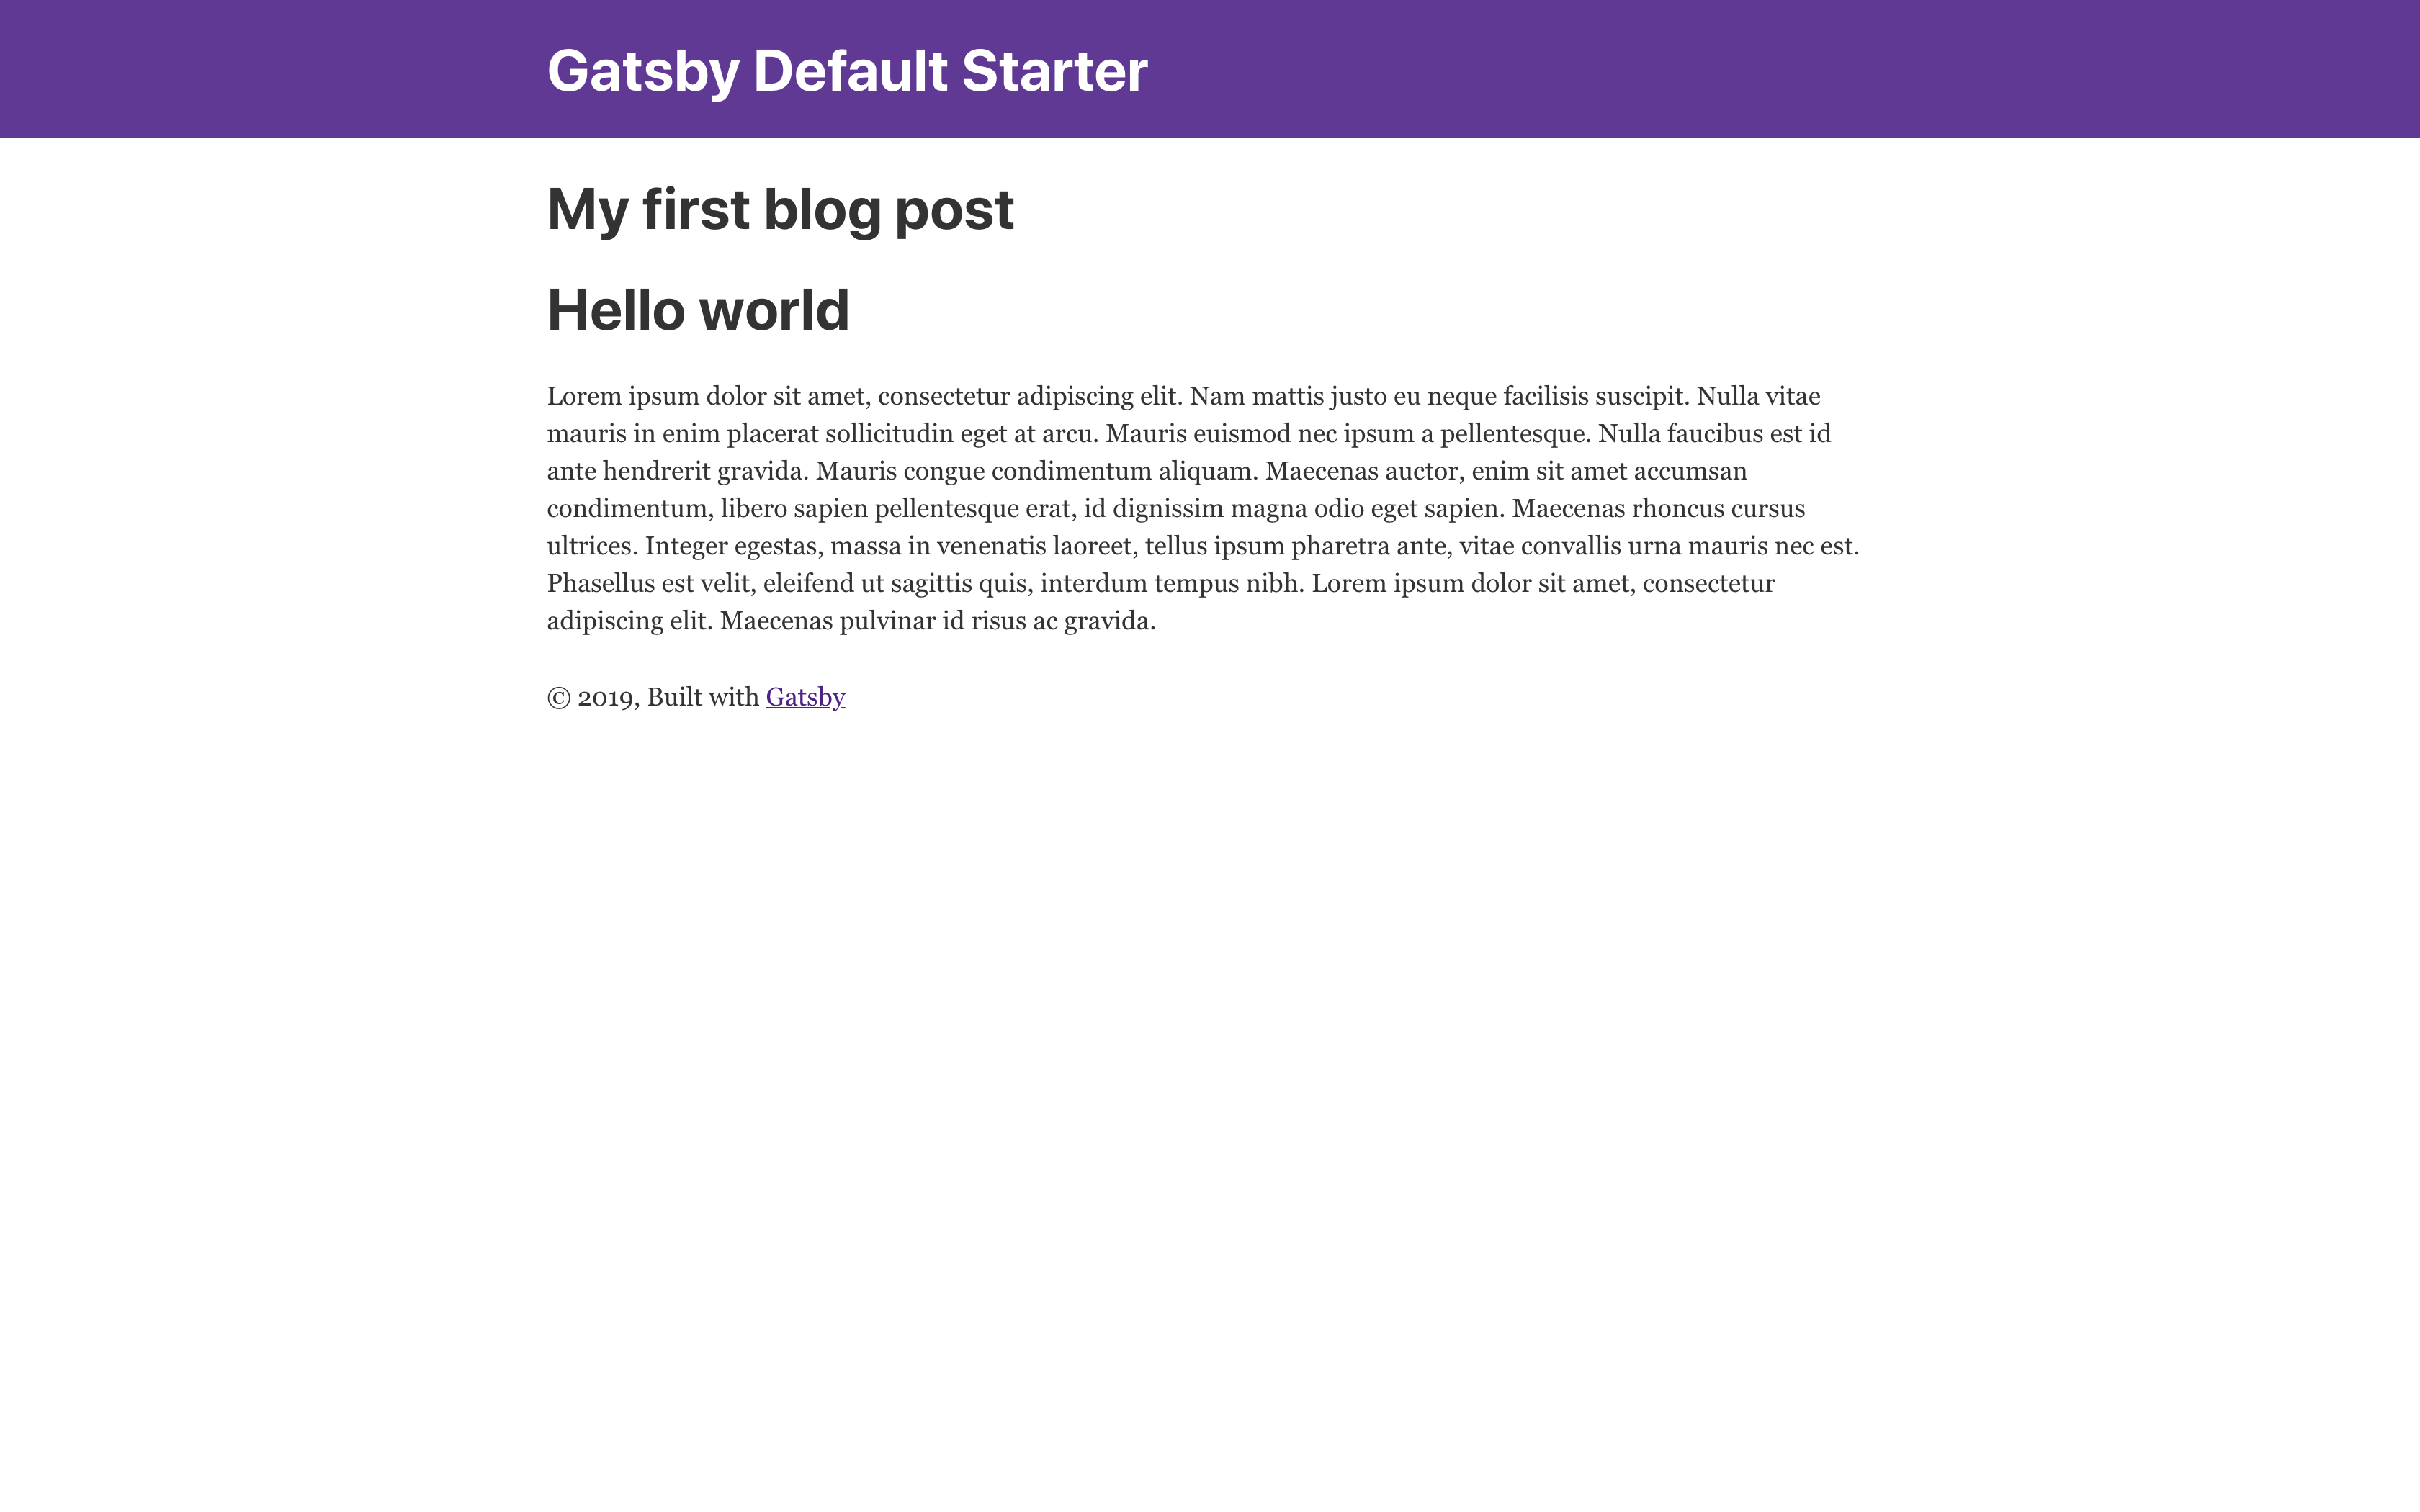 Gatsby Default Starter
My first blog post
Hello world
Lorem ipsum dolor sit amet, consectetur adipiscing elit. Nam mattis justo eu neque facilisis suscipit. Nulla vitae
mauris in enim placerat sollicitudin eget at arcu. Mauris euismod nec ipsum a pellentesque. Nulla faucibus est id
ante hendrerit gravida. Mauris congue condimentum aliquam. Maecenas auctor, enim sit amet accumsan
condimentum, libero sapien pellentesque erat, id dignissim magna odio eget sapien. Maecenas rhoncus cursus
ultrices. Integer egestas, massa in venenatis laoreet, tellus ipsum pharetra ante, vitae convallis urna mauris nec est.
Phasellus est velit, eleifend ut sagittis quis, interdum tempus nibh. Lorem ipsum dolor sit amet, consectetur
adipiscing elit. Maecenas pulvinar id risus ac gravida.
© 2019, Built with Gatsby